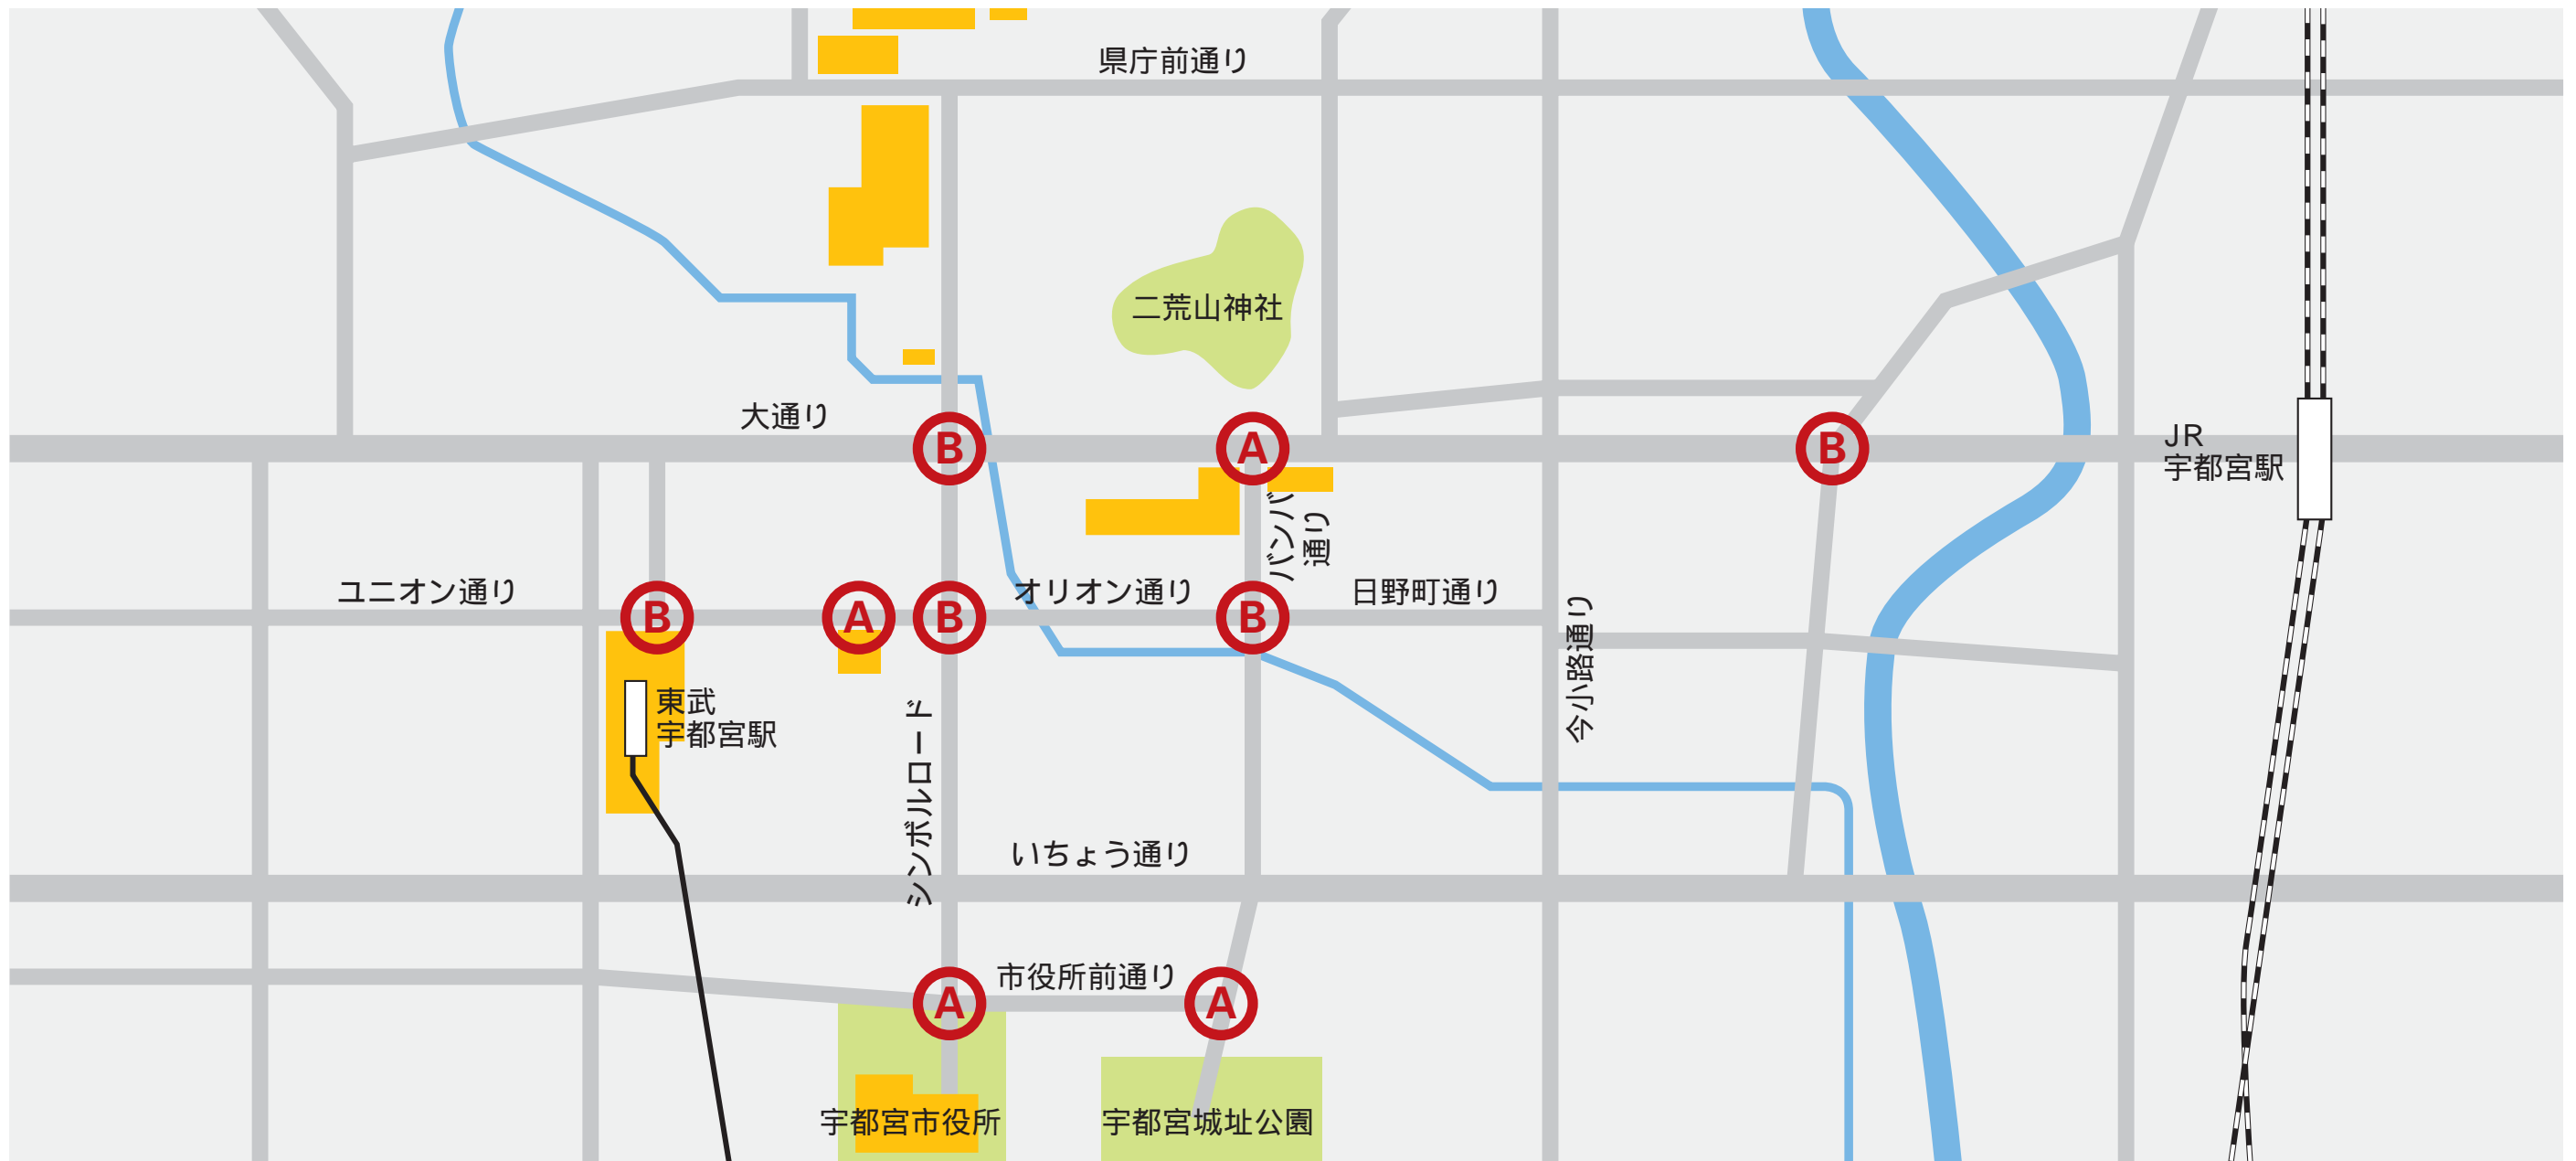 県庁前通り
二荒山神社
大通り
B
A
B
JR
宇都宮駅
バンバ
通り
ユニオン通り
B
A
B
オリオン通り
B
日野町通り
今小路通り
東武
宇都宮駅
シンボルロード
いちょう通り
市役所前通り
A
A
宇都宮市役所
宇都宮城址公園